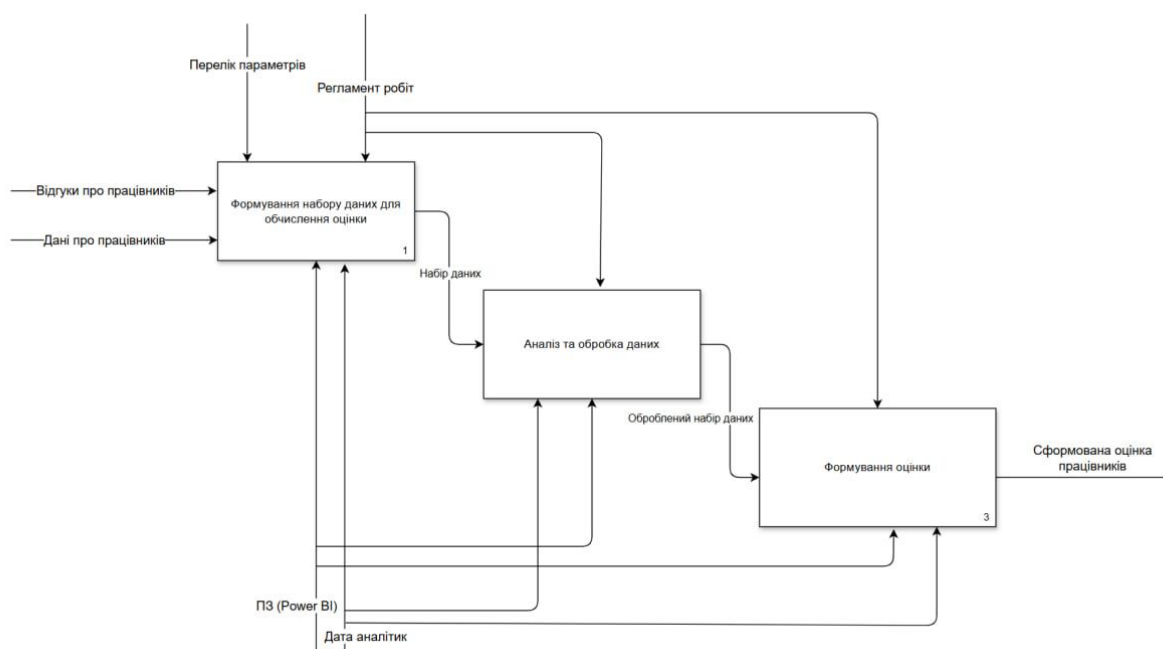 Перелік параметрів
Регламент робіт
Відгуки про працівників
Дані про працівників
Формування набору даних для
обчислення оцінки
1
Набір даних
Аналіз та обробка даних
Оброблений набір даних
Формування оцінки
3
Сформована оцінка
працівників
ПЗ (Power BI)
Дата аналітик